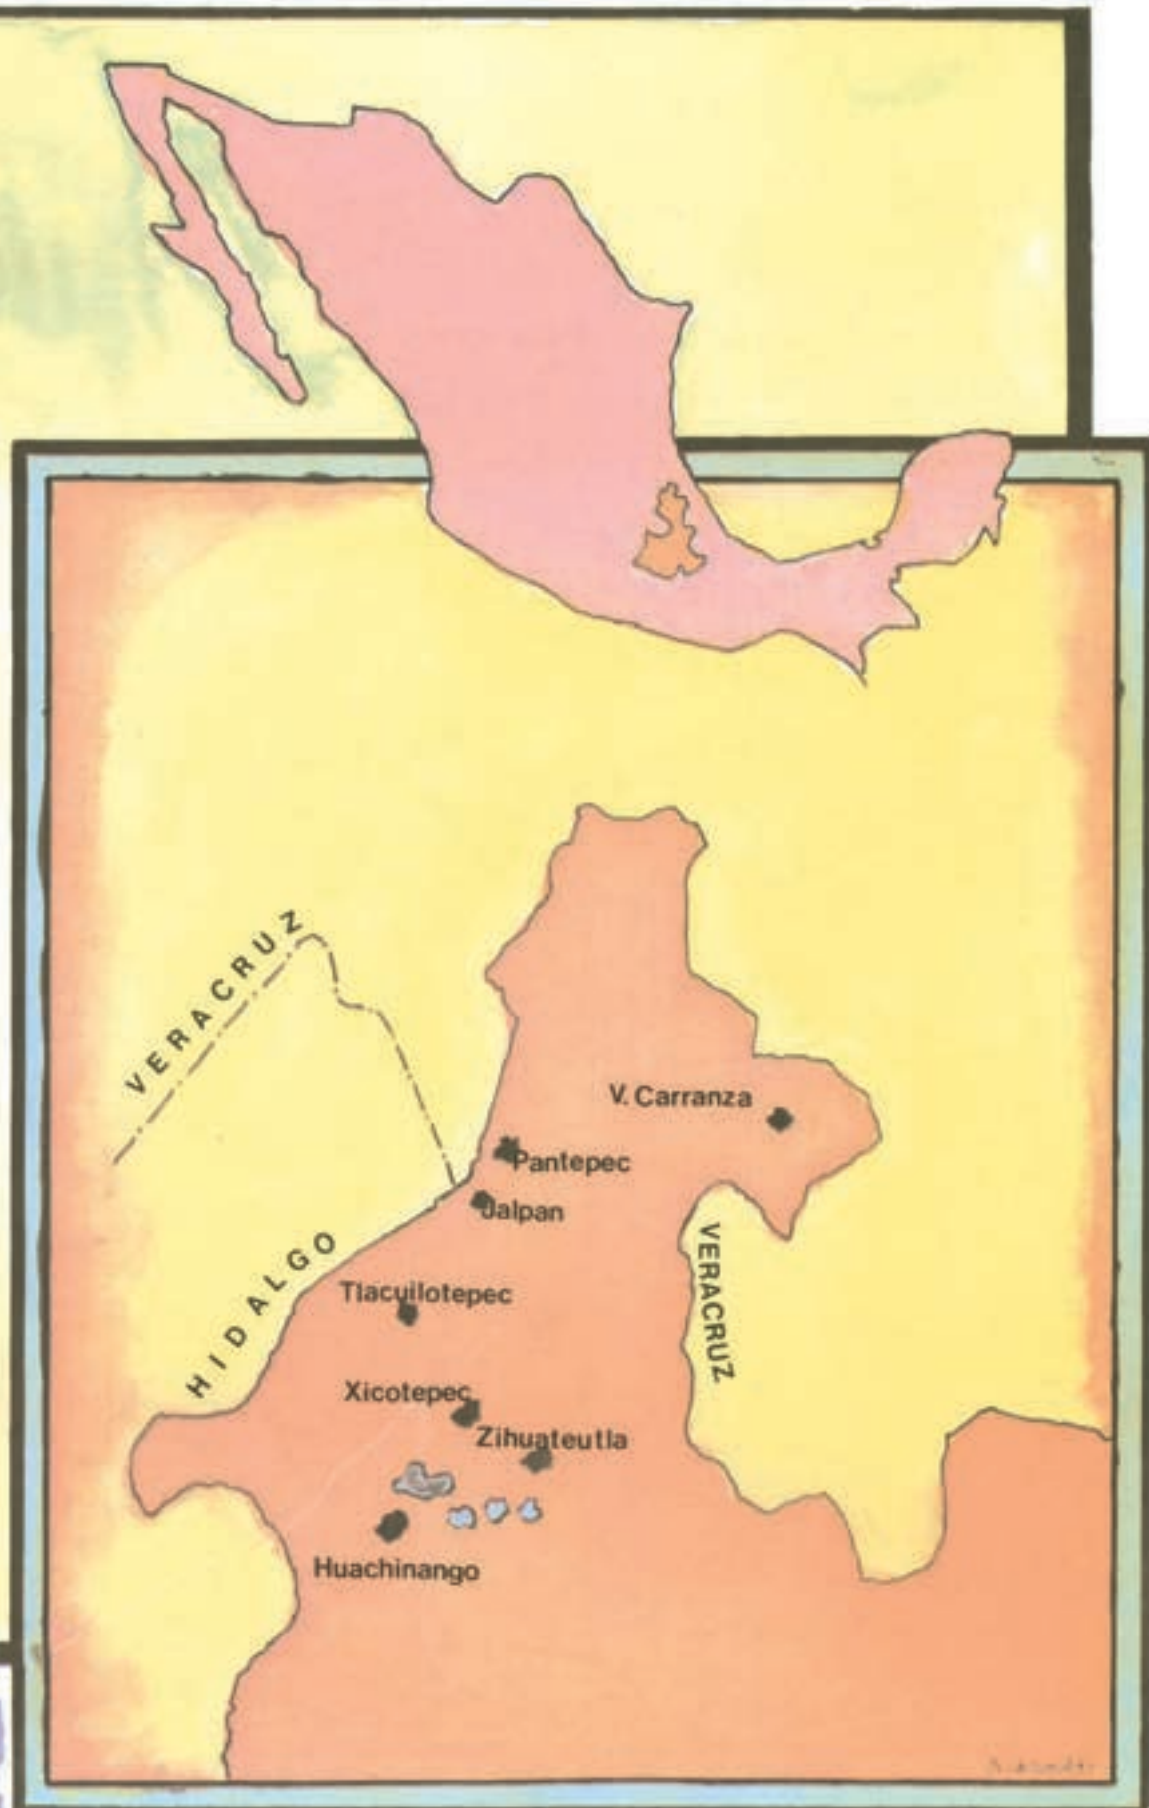 VERACRUZ
V. Carranza
Pantepec
Jalpan
VERACRUZ
HIDALGO
Tlacuilotepec
Xicotepec
Zihuateutla
Huachinango